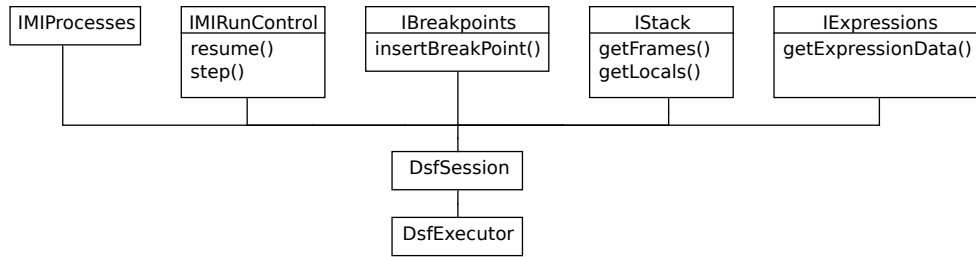 IMIProcesses
IMIRunControl
resume()
step()
IBreakpoints
insertBreakPoint()
IStack
getFrames()
getLocals()
IExpressions
getExpressionData()
DsfSession
DsfExecutor